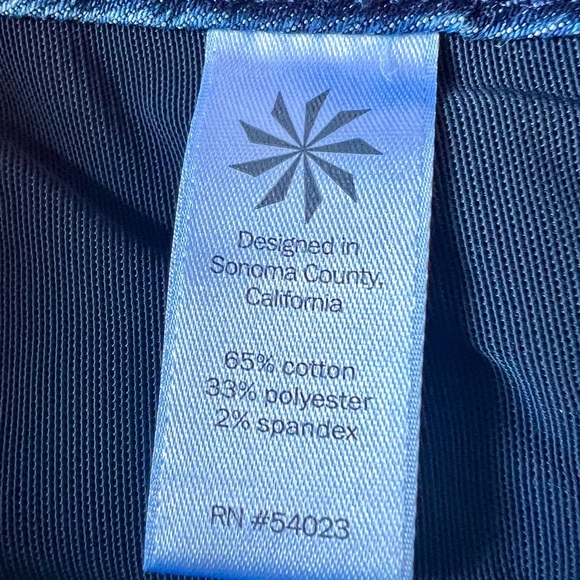 Designed in
Sonoma County,
California
65% cotton
33% polyester
2% spandex
RN #54023